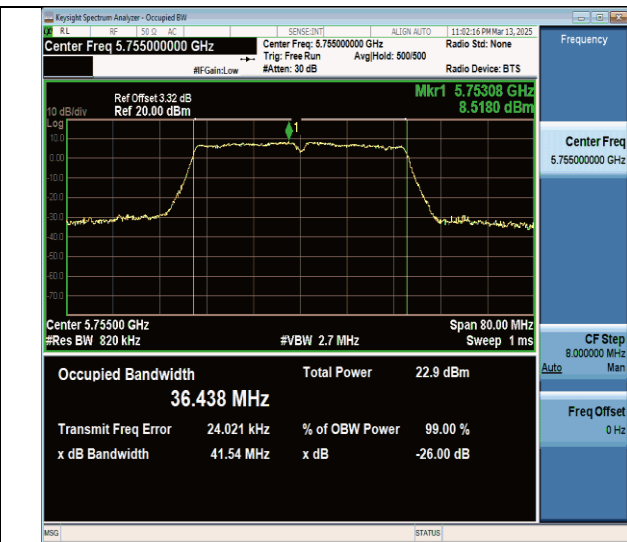 Keysight Spectrum Analyzer - Occupied BW
RL RF 50 Ω AC SENSE:INT ALIGN AUTO 11:02:16 PM Mar 13, 2025
Center Freq 5.755000000 GHz
Center Freq: 5.755000000 GHz
Radio Std: None
Trig: Free Run
Avg|Hold: 500/500
#IFGain:Low
#Atten: 30 dB
Radio Device: BTS
Frequency
Mkr1 5.75308 GHz
8.5180 dBm
Ref Offset 3.32 dB
10 dB/div
Ref 20.00 dBm
Log
1
10.0
0.00
-10.0
-20.0
-30.0
-40.0
-50.0
-60.0
-70.0
Center Freq
5.755000000 GHz
Center 5.75500 GHz
Span 80.00 MHz
#Res BW 820 kHz
#VBW 2.7 MHz
Sweep 1 ms
CF Step
8.000000 MHz
Auto Man
Occupied Bandwidth
Total Power 22.9 dBm
36.438 MHz
Freq Offset
0 Hz
Transmit Freq Error 24.021 kHz % of OBW Power 99.00 %
x dB Bandwidth 41.54 MHz x dB -26.00 dB
MSG
STATUS